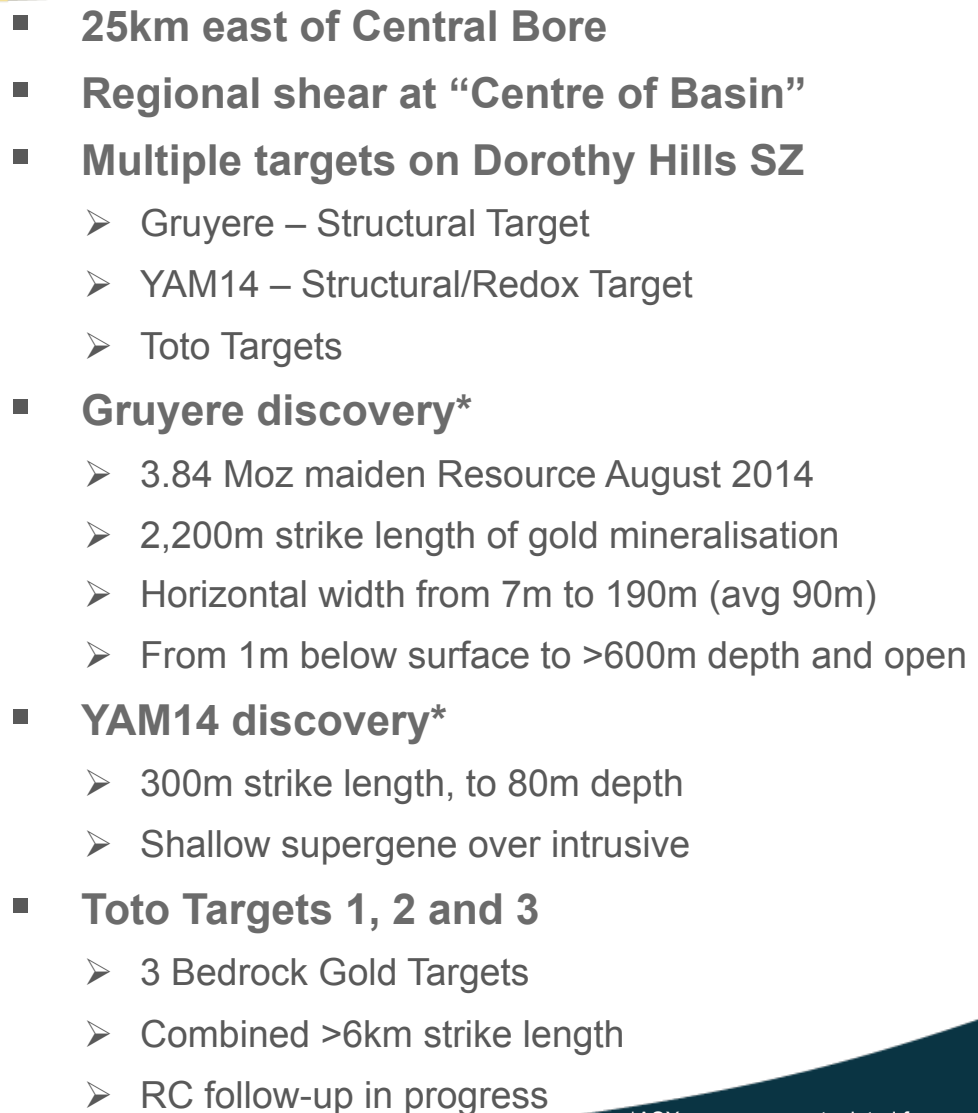 ▪ 25km east of Central Bore
▪ Regional shear at “Centre of Basin”
▪ Multiple targets on Dorothy Hills SZ
➢ Gruyere – Structural Target
➢ YAM14 – Structural/Redox Target
➢ Toto Targets
▪ Gruyere discovery*
➢ 3.84 Moz maiden Resource August 2014
➢ 2,200m strike length of gold mineralisation
➢ Horizontal width from 7m to 190m (avg 90m)
➢ From 1m below surface to >600m depth and open
▪ YAM14 discovery*
➢ 300m strike length, to 80m depth
➢ Shallow supergene over intrusive
▪ Toto Targets 1, 2 and 3
➢ 3 Bedrock Gold Targets
➢ Combined >6km strike length
➢ RC follow-up in progress